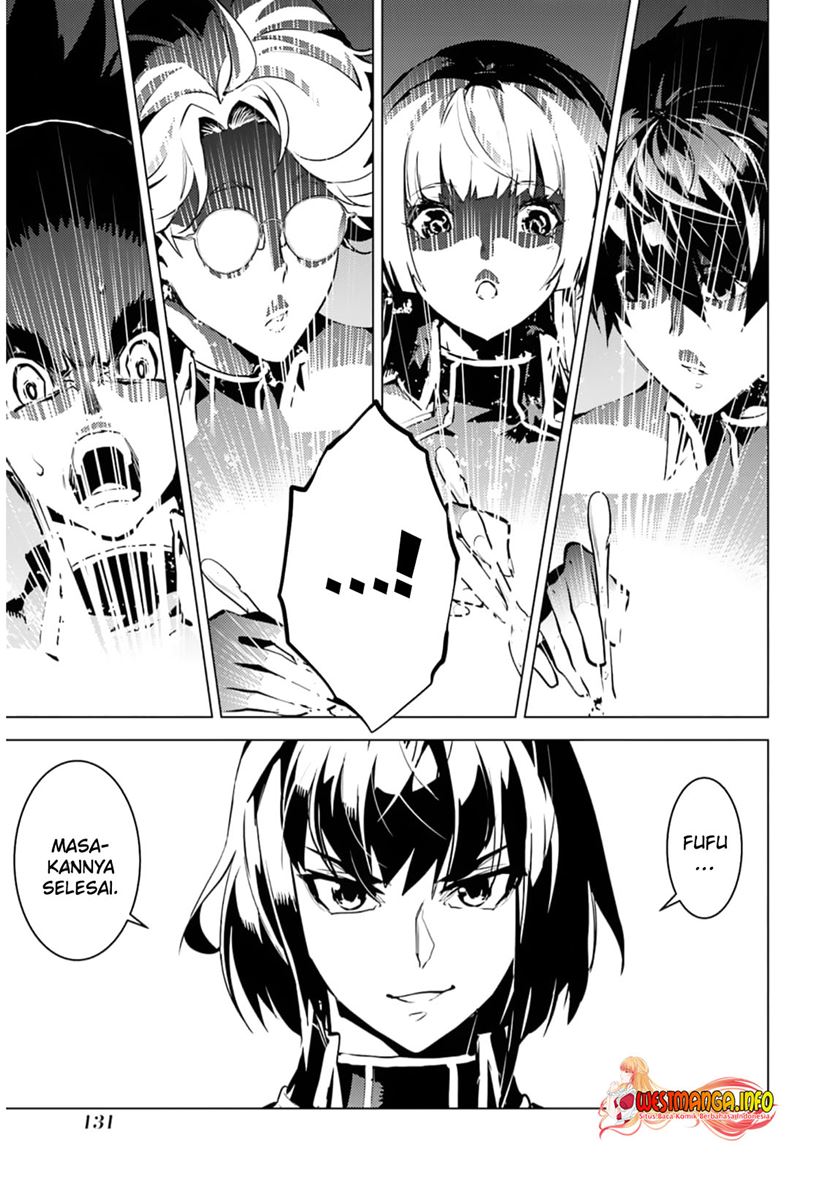 ...!
FUFU
...
MASA-
KANNYA
SELESAI.
131
WESTMANGA.INFO
Situs Baca Komik Berbahasa Indonesia